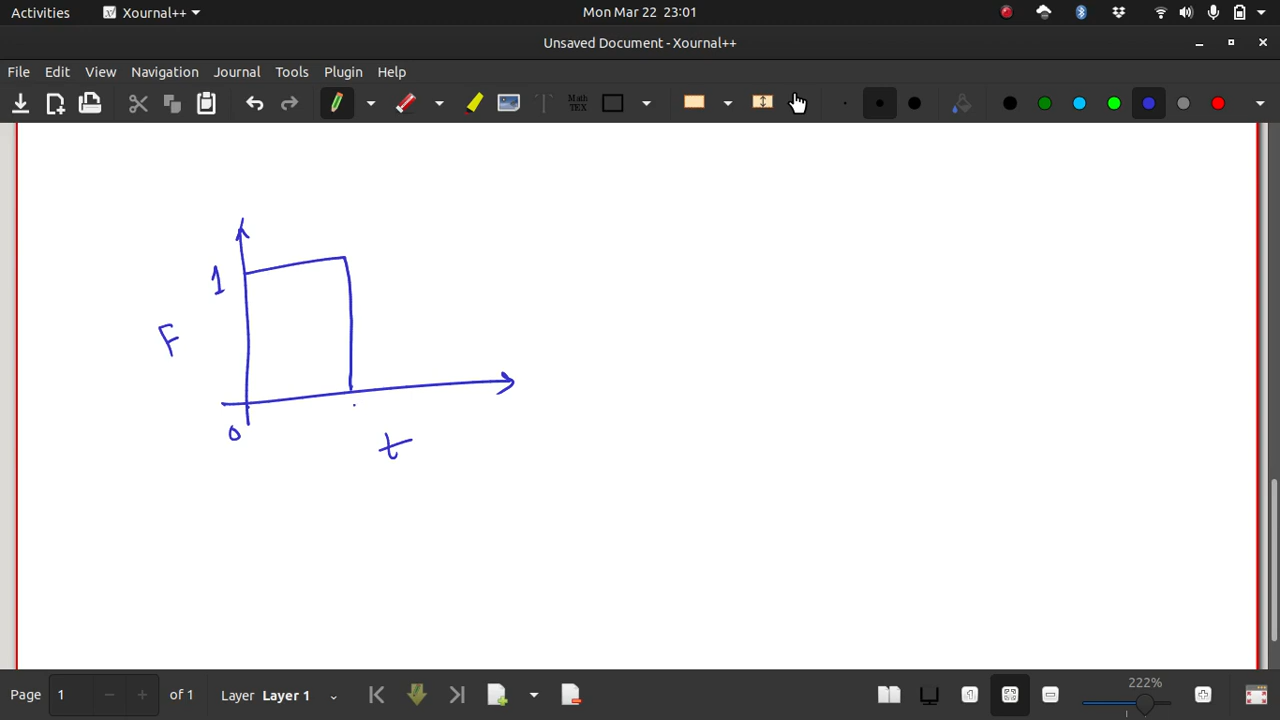 Activities Xournal++ Mon Mar 22 23:01
Unsaved Document - Xournal++
File Edit View Navigation Journal Tools Plugin Help
T Math TEX
1
F
0
t
Page 1 of 1 Layer Layer 1 222%